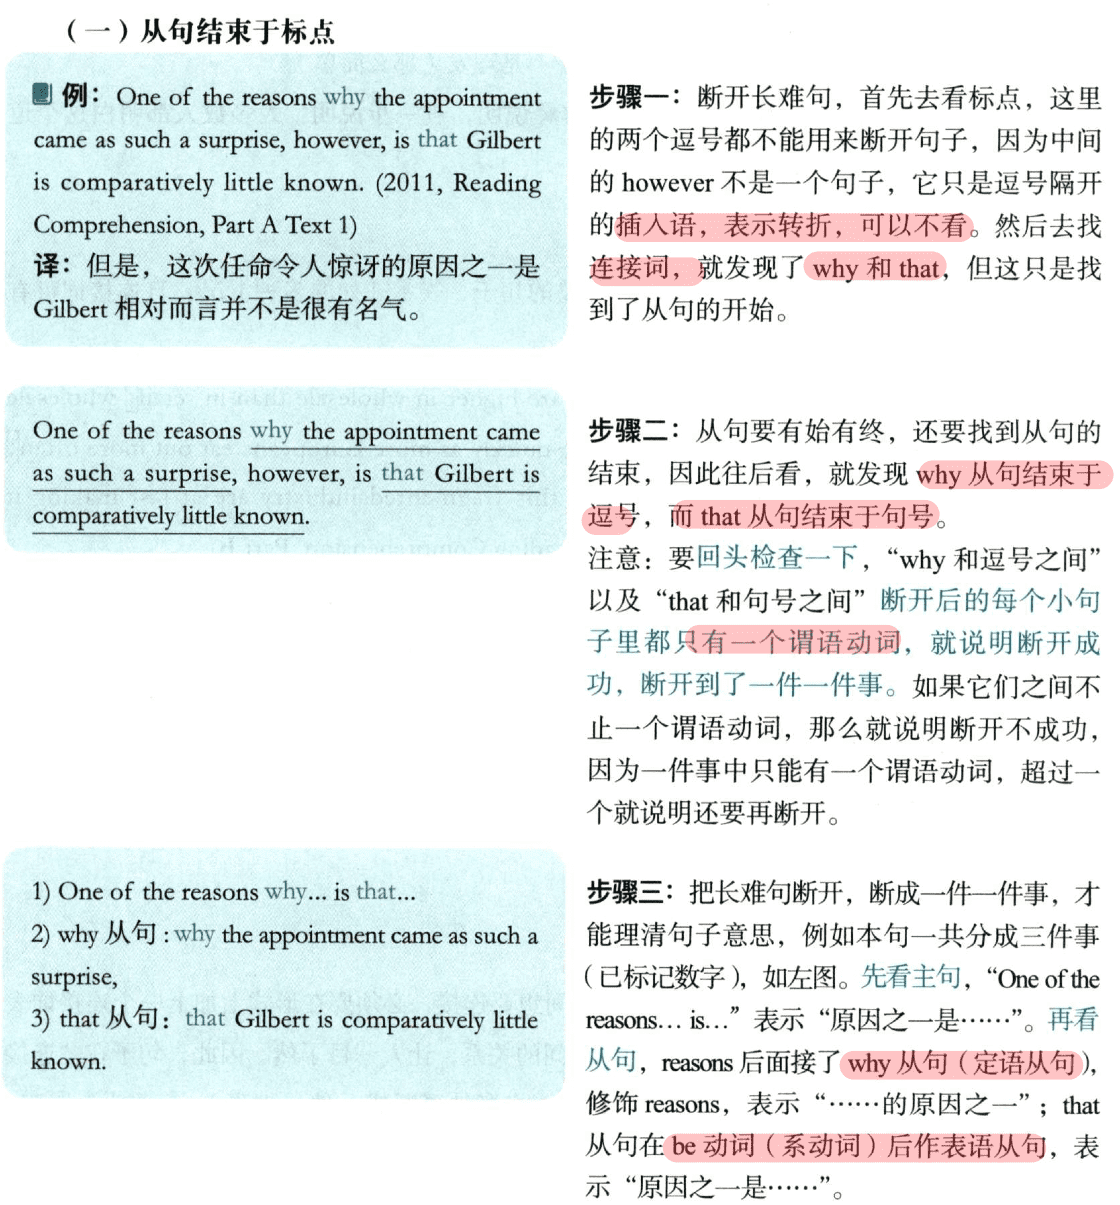 （一）从句结束于标点
例：One of the reasons why the appointment
came as such a surprise, however, is that Gilbert
is comparatively little known. (2011, Reading
Comprehension, Part A Text 1)
译：但是，这次任命令人惊讶的原因之一是
Gilbert 相对而言并不是很有名气。
步骤一：断开长难句，首先去看标点，这里
的两个逗号都不能用来断开句子，因为中间
的 however 不是一个句子，它只是逗号隔开
的插入语，表示转折，可以不看。然后去找
连接词，就发现了 why 和 that，但这只是找
到了从句的开始。
One of the reasons why the appointment came
as such a surprise, however, is that Gilbert is
comparatively little known.
步骤二：从句要有始有终，还要找到从句的
结束，因此往后看，就发现 why 从句结束于
逗号，而 that 从句结束于句号。
注意：要回头检查一下，“why 和逗号之间”
以及“that 和句号之间”断开后的每个小句
子里都只有一个谓语动词，就说明断开成
功，断开到了一件一件事。如果它们之间不
止一个谓语动词，那么就说明断开不成功，
因为一件事中只能有一个谓语动词，超过一
个就说明还要再断开。
1) One of the reasons why... is that...
2) why 从句 : why the appointment came as such a
surprise,
3) that 从句：that Gilbert is comparatively little
known.
步骤三：把长难句断开，断成一件一件事，才
能理清句子意思，例如本句一共分成三件事
（已标记数字），如左图。先看主句，“One of the
reasons... is...”表示“原因之一是……”。再看
从句，reasons 后面接了 why 从句（定语从句），
修饰 reasons，表示“……的原因之一”；that
从句在 be 动词（系动词）后作表语从句，表
示“原因之一是……”。